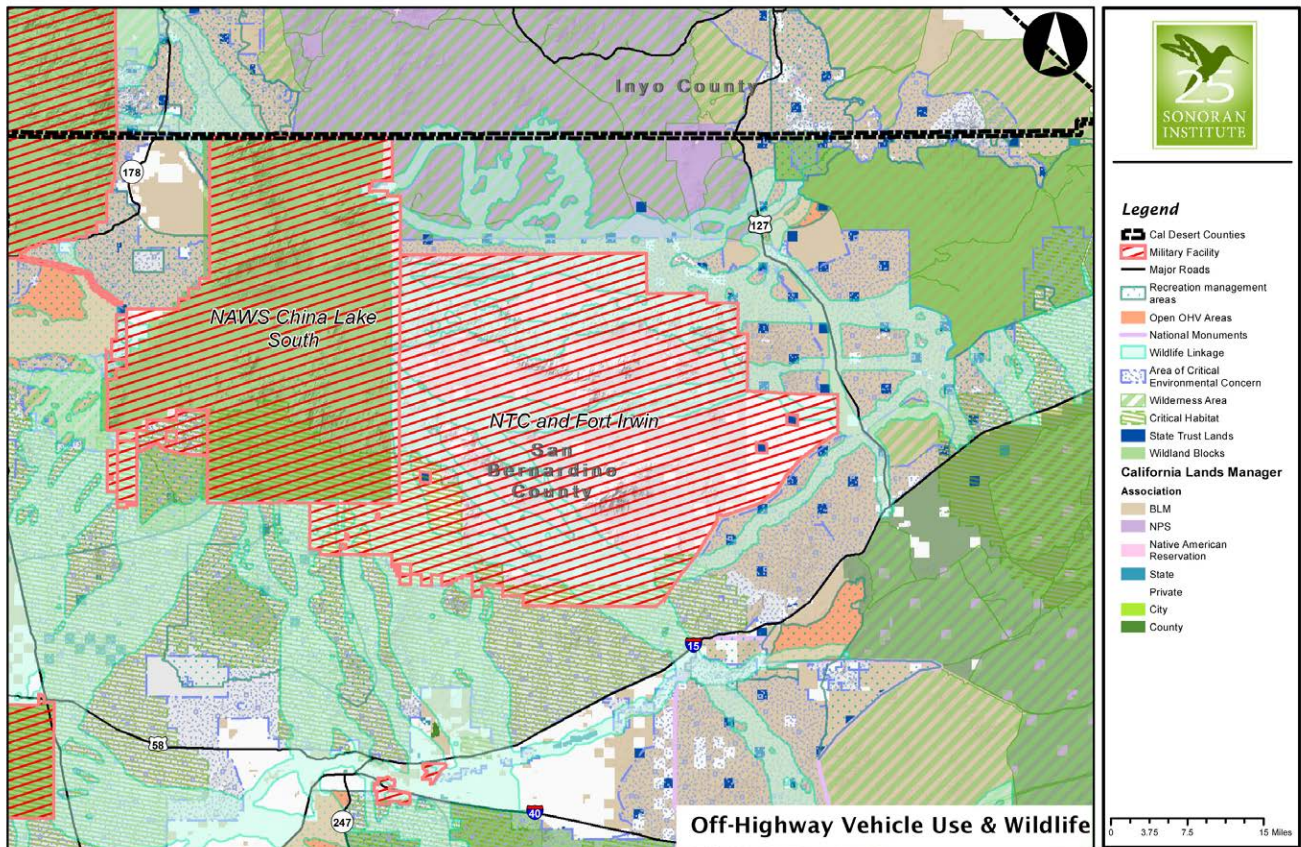 Inyo County
178
127
NAWS China Lake
South
NTC and Fort Irwin
San
Bernardino
County
15
58
247
40
Off-Highway Vehicle Use & Wildlife
25
SONORAN
INSTITUTE
Legend
Cal Desert Counties
Military Facility
Major Roads
Recreation management
areas
Open OHV Areas
National Monuments
Wildlife Linkage
Area of Critical
Environmental Concern
Wilderness Area
Critical Habitat
State Trust Lands
Wildland Blocks
California Lands Manager
Association
BLM
NPS
Native American
Reservation
State
Private
City
County
0 3.75 7.5 15 Miles